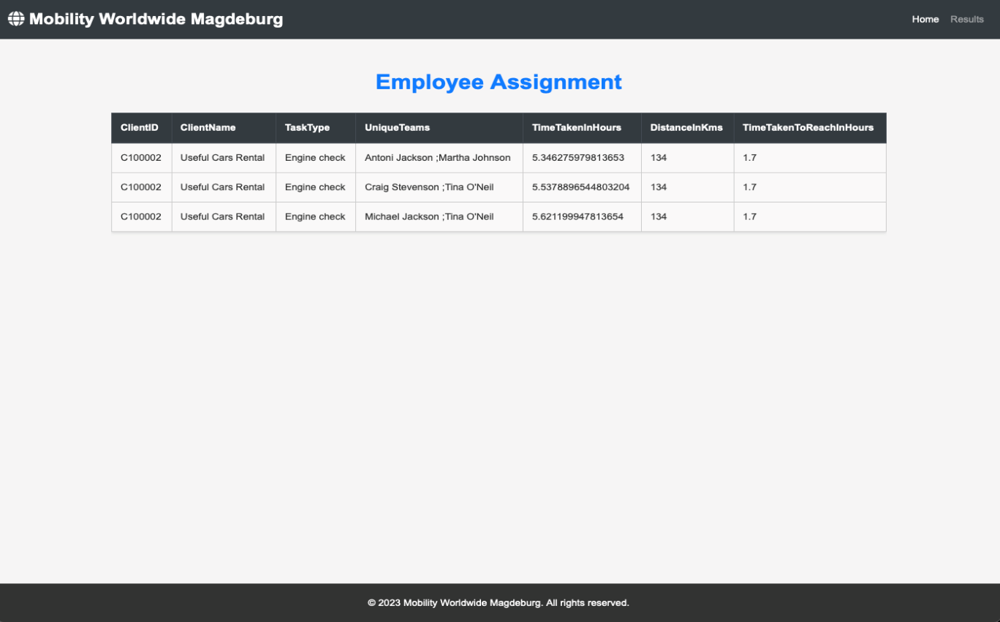 Mobility Worldwide Magdeburg
Home Results
Employee Assignment
ClientID ClientName TaskType UniqueTeams TimeTakenInHours DistanceInKms TimeTakenToReachInHours
C100002 Useful Cars Rental Engine check Antoni Jackson ;Martha Johnson 5.346275979813653 134 1.7
C100002 Useful Cars Rental Engine check Craig Stevenson ;Tina O'Neil 5.5378896544803204 134 1.7
C100002 Useful Cars Rental Engine check Michael Jackson ;Tina O'Neil 5.621199947813654 134 1.7
© 2023 Mobility Worldwide Magdeburg. All rights reserved.